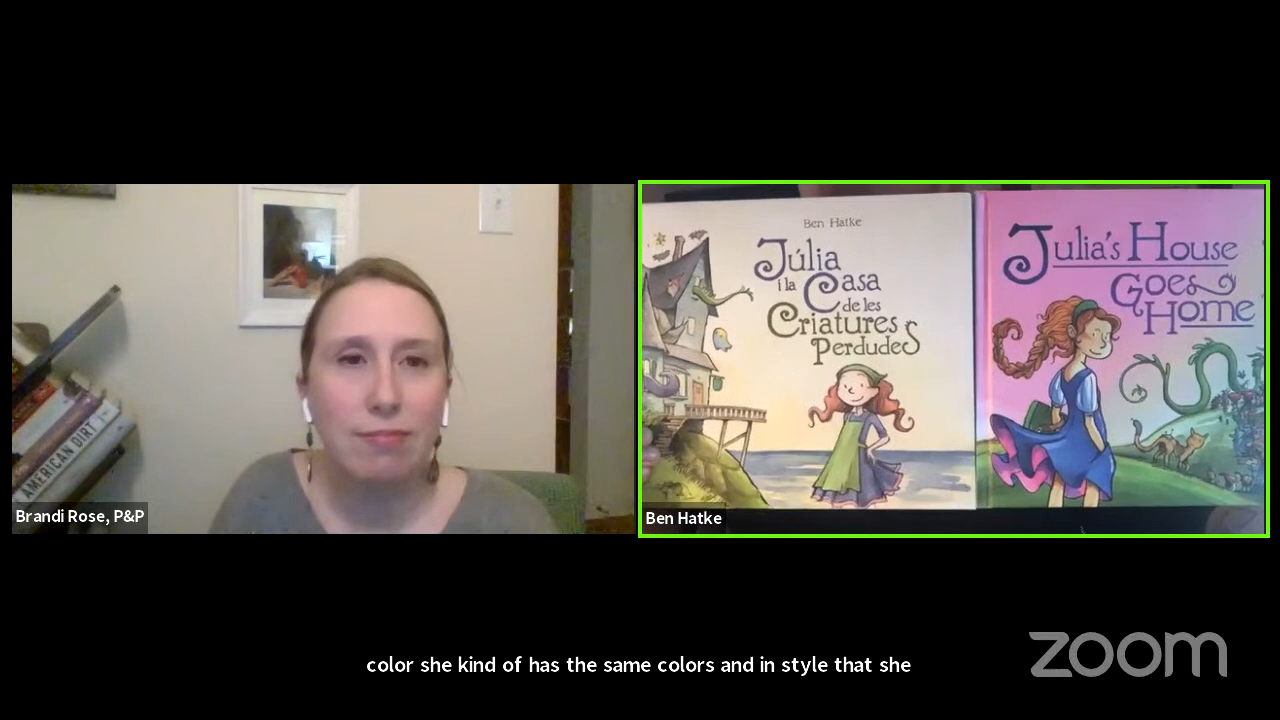 AMERICAN DIRT
Brandi Rose, P&P
Ben Hatke
Júlia
i la Casa
de les
Criatures
Perdudes
Julia's House
Goes
Home
Ben Hatke
color she kind of has the same colors and in style that she
zoom